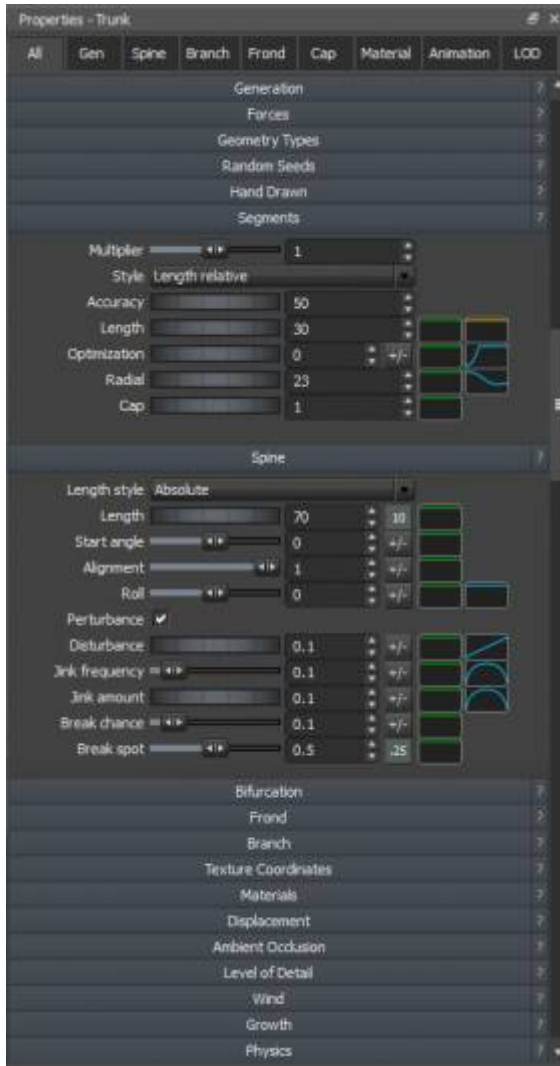 Properties - Trunk
All Gen Spine Branch Frond Cap Material Animation LOD
Generation ?
Forces ?
Geometry Types ?
Random Seeds ?
Hand Drawn ?
Segments ?
Multiplier 1
Style Length relative
Accuracy 50
Length 30
Optimization 0 +/-
Radial 23
Cap 1
Spine ?
Length style Absolute
Length 70 10
Start angle 0 +/-
Alignment 1 +/-
Roll 0 +/-
Perturbance
Disturbance 0.1 +/-
Jink frequency 0.1 +/-
Jink amount 0.1 +/-
Break chance 0.1 +/-
Break spot 0.5 .25
Bifurcation ?
Frond ?
Branch ?
Texture Coordinates ?
Materials ?
Displacement ?
Ambient Occlusion ?
Level of Detail ?
Wind ?
Growth ?
Physics ?